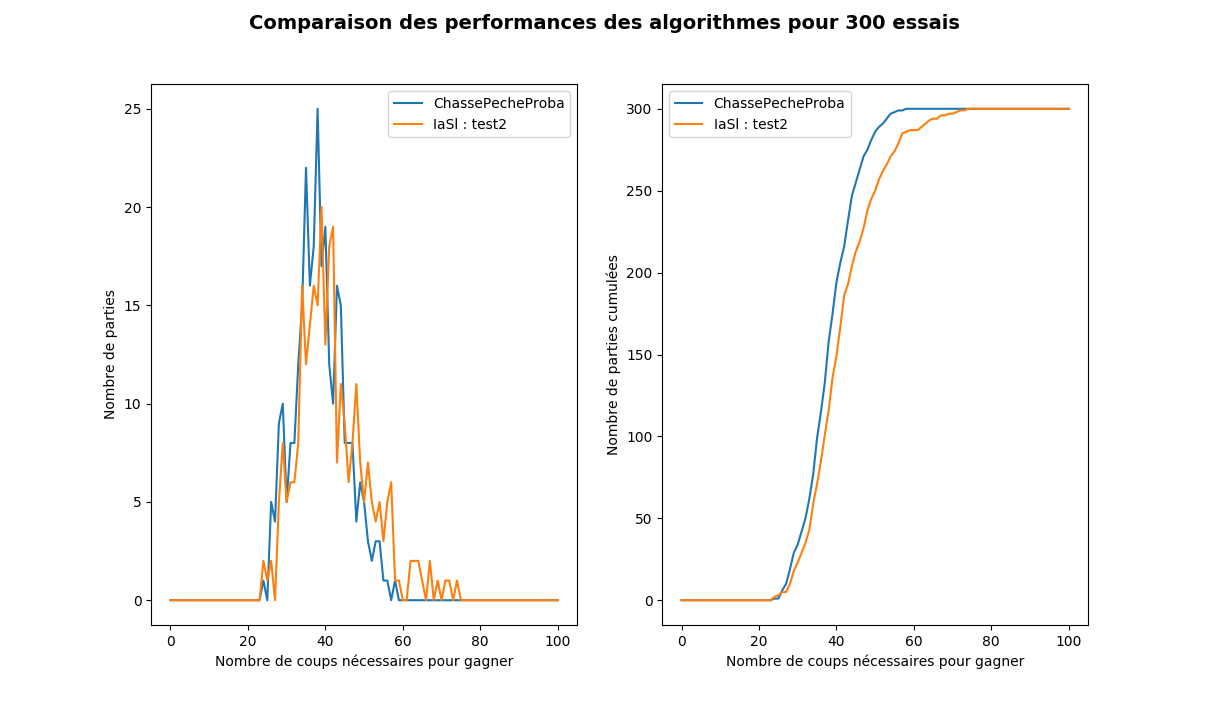 Comparaison des performances des algorithmes pour 300 essais
ChassePecheProba
IaSl : test2
25
20
15
10
5
0
Nombre de parties
0 20 40 60 80 100
Nombre de coups nécessaires pour gagner
ChassePecheProba
IaSl : test2
300
250
200
150
100
50
0
Nombre de parties cumulées
0 20 40 60 80 100
Nombre de coups nécessaires pour gagner